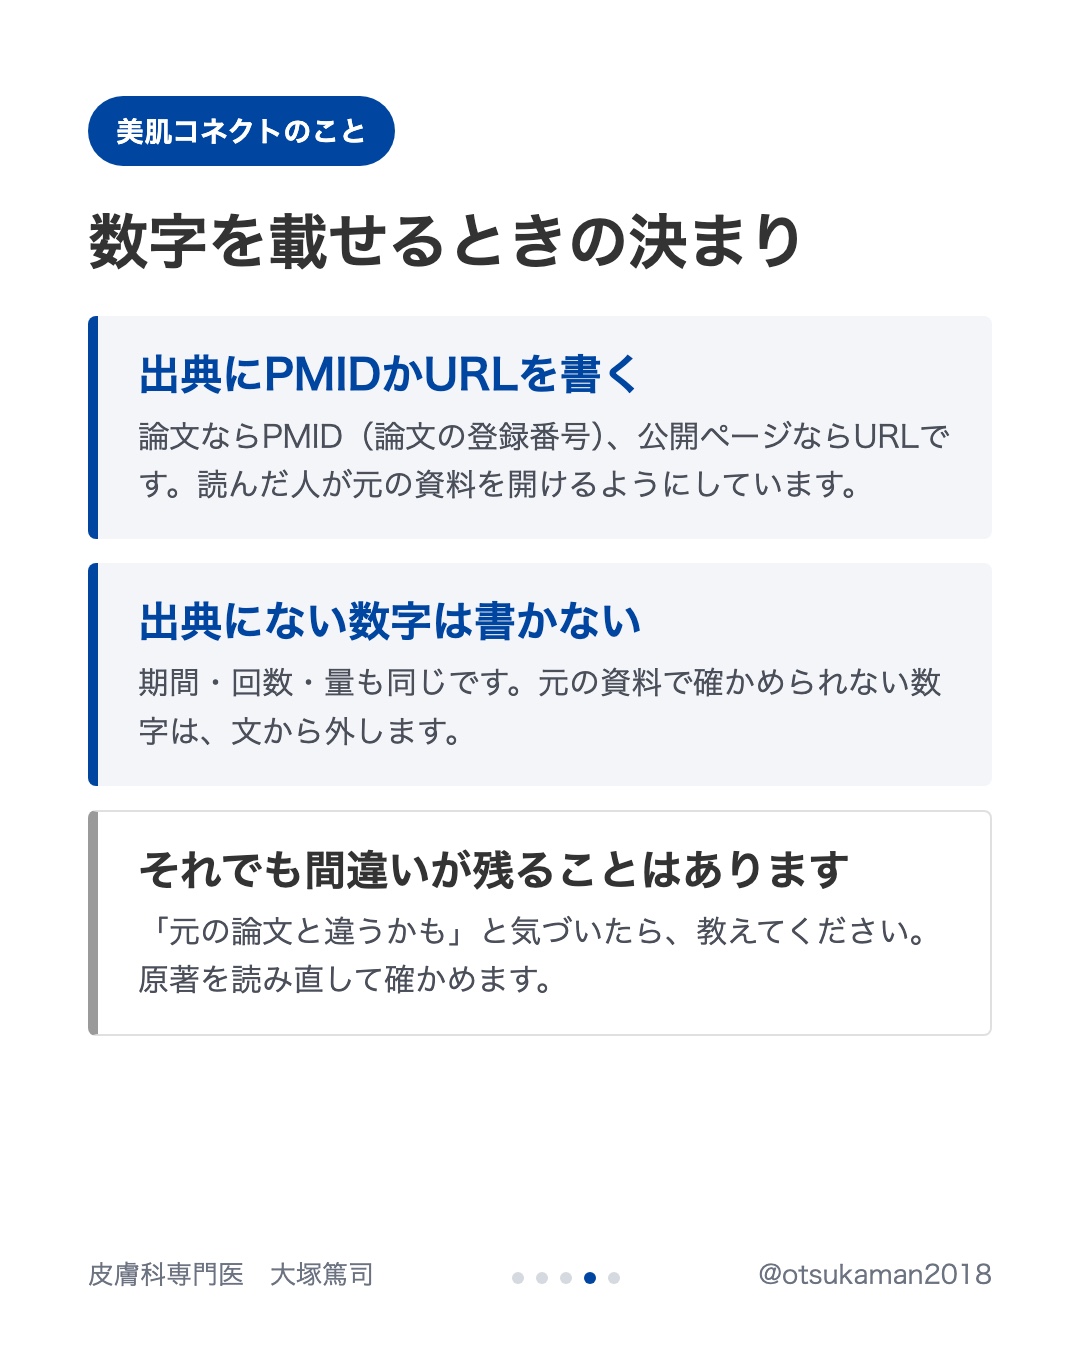 美肌コネクトのこと
数字を載せるときの決まり
出典にPMIDかURLを書く
論文ならPMID（論文の登録番号）、公開ページならURLで
す。読んだ人が元の資料を開けるようにしています。
出典にない数字は書かない
期間・回数・量も同じです。元の資料で確かめられない数
字は、文から外します。
それでも間違いが残ることはあります
「元の論文と違うかも」と気づいたら、教えてください。
原著を読み直して確かめます。
皮膚科専門医　大塚篤司
@otsukaman2018